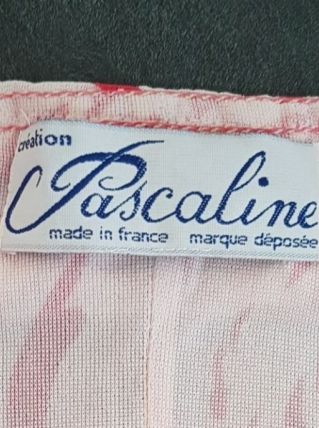 création
Pascaline
made in france marque déposée